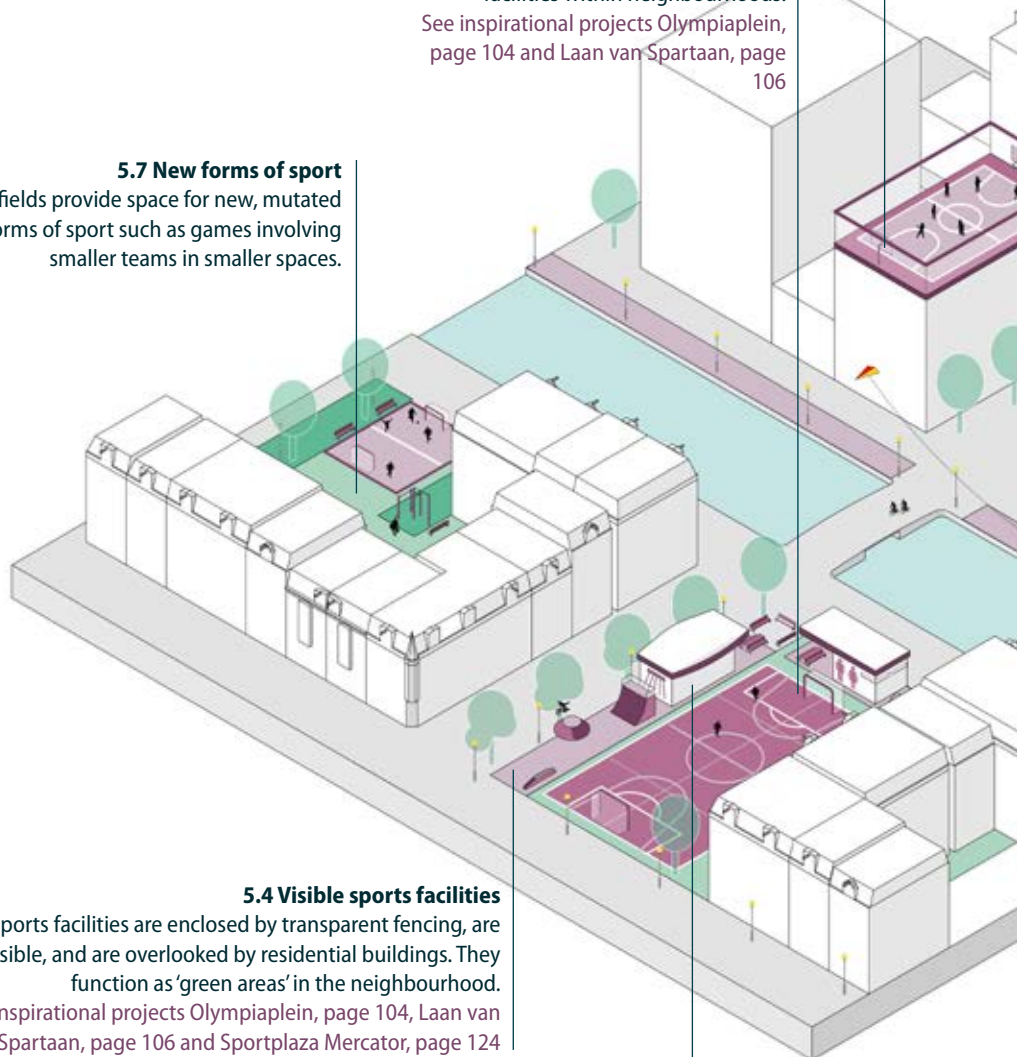 facilities within neighbourhoods.
See inspirational projects Olympiaplein,
page 104 and Laan van Spartaan, page
106
5.7 New forms of sport
fields provide space for new, mutated
orms of sport such as games involving
smaller teams in smaller spaces.
5.4 Visible sports facilities
ports facilities are enclosed by transparent fencing, are
sible, and are overlooked by residential buildings. They
function as ‘green areas’ in the neighbourhood.
nspirational projects Olympiaplein, page 104, Laan van
Spartaan, page 106 and Sportplaza Mercator, page 124